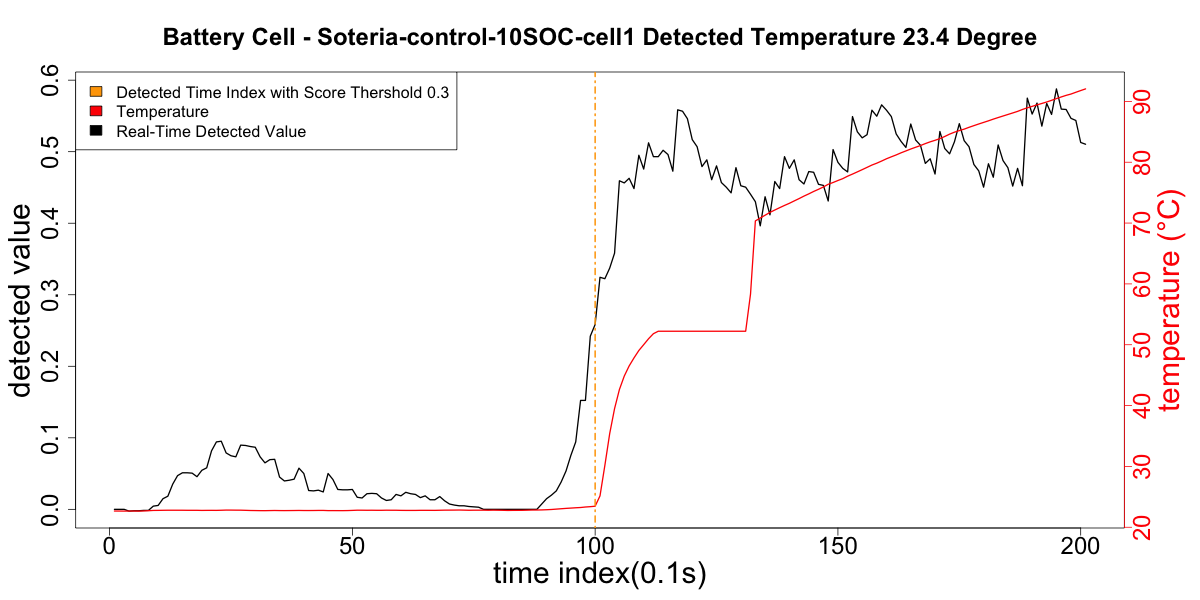 Battery Cell - Soteria-control-10SOC-cell1 Detected Temperature 23.4 Degree
Detected Time Index with Score Thershold 0.3
Temperature
Real-Time Detected Value
detected value
0.0 0.1 0.2 0.3 0.4 0.5 0.6
0 50 100 150 200
time index(0.1s)
20 30 40 50 60 70 80 90
temperature (°C)